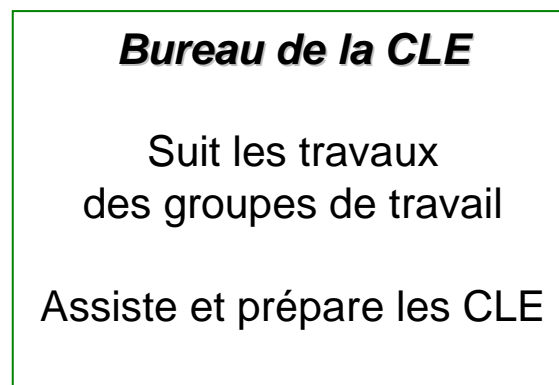 Bureau de la CLE
Suit les travaux
des groupes de travail
Assiste et prépare les CLE